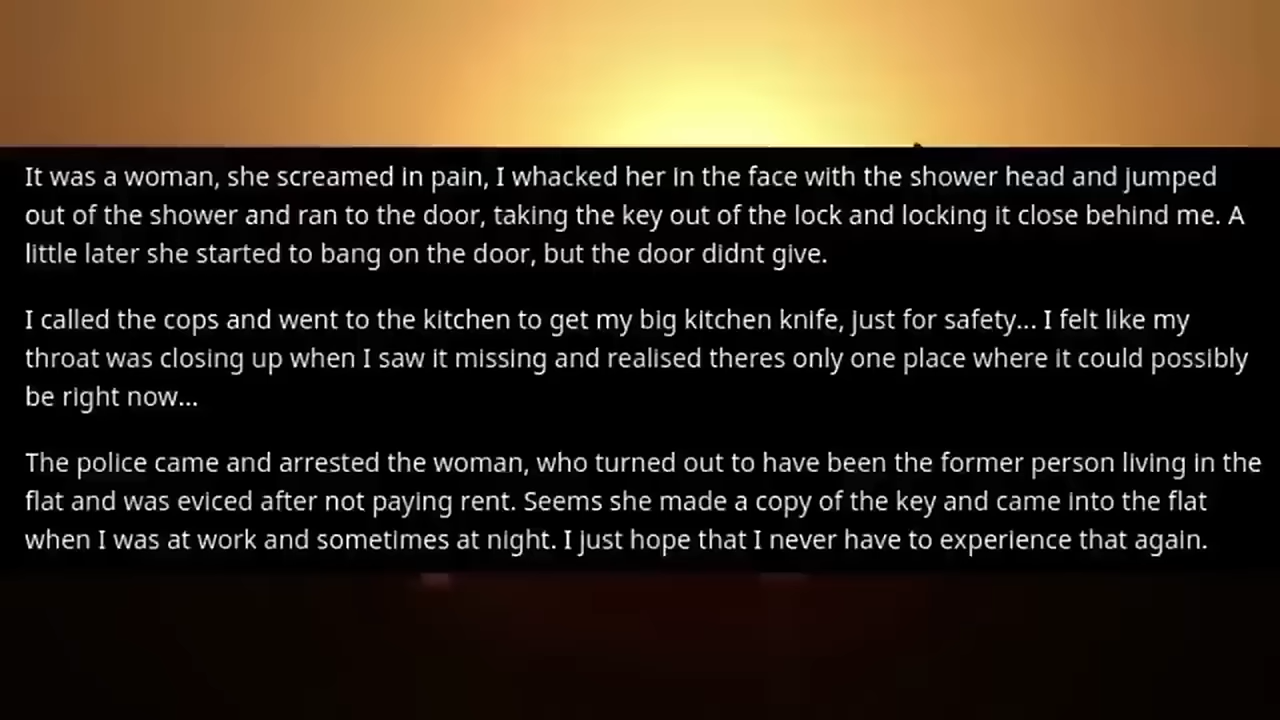 It was a woman, she screamed in pain, I whacked her in the face with the shower head and jumped
out of the shower and ran to the door, taking the key out of the lock and locking it close behind me. A
little later she started to bang on the door, but the door didnt give.
I called the cops and went to the kitchen to get my big kitchen knife, just for safety... I felt like my
throat was closing up when I saw it missing and realised theres only one place where it could possibly
be right now...
The police came and arrested the woman, who turned out to have been the former person living in the
flat and was eviced after not paying rent. Seems she made a copy of the key and came into the flat
when I was at work and sometimes at night. I just hope that I never have to experience that again.